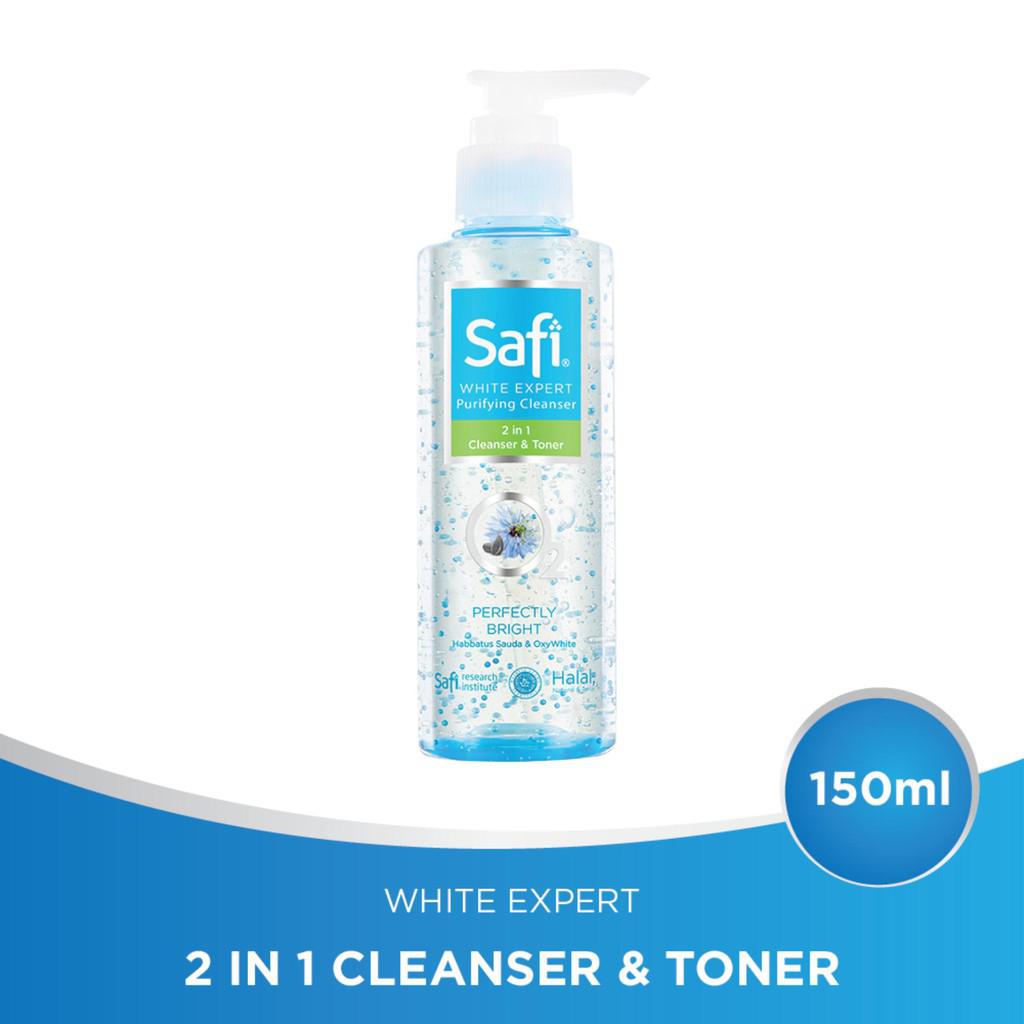 Safi®
WHITE EXPERT
Purifying Cleanser
2 in 1
Cleanser & Toner
O2
PERFECTLY
BRIGHT
Habbatus Sauda & OxyWhite
Safi research
institute
Halal,
150ml
WHITE EXPERT
2 IN 1 CLEANSER & TONER